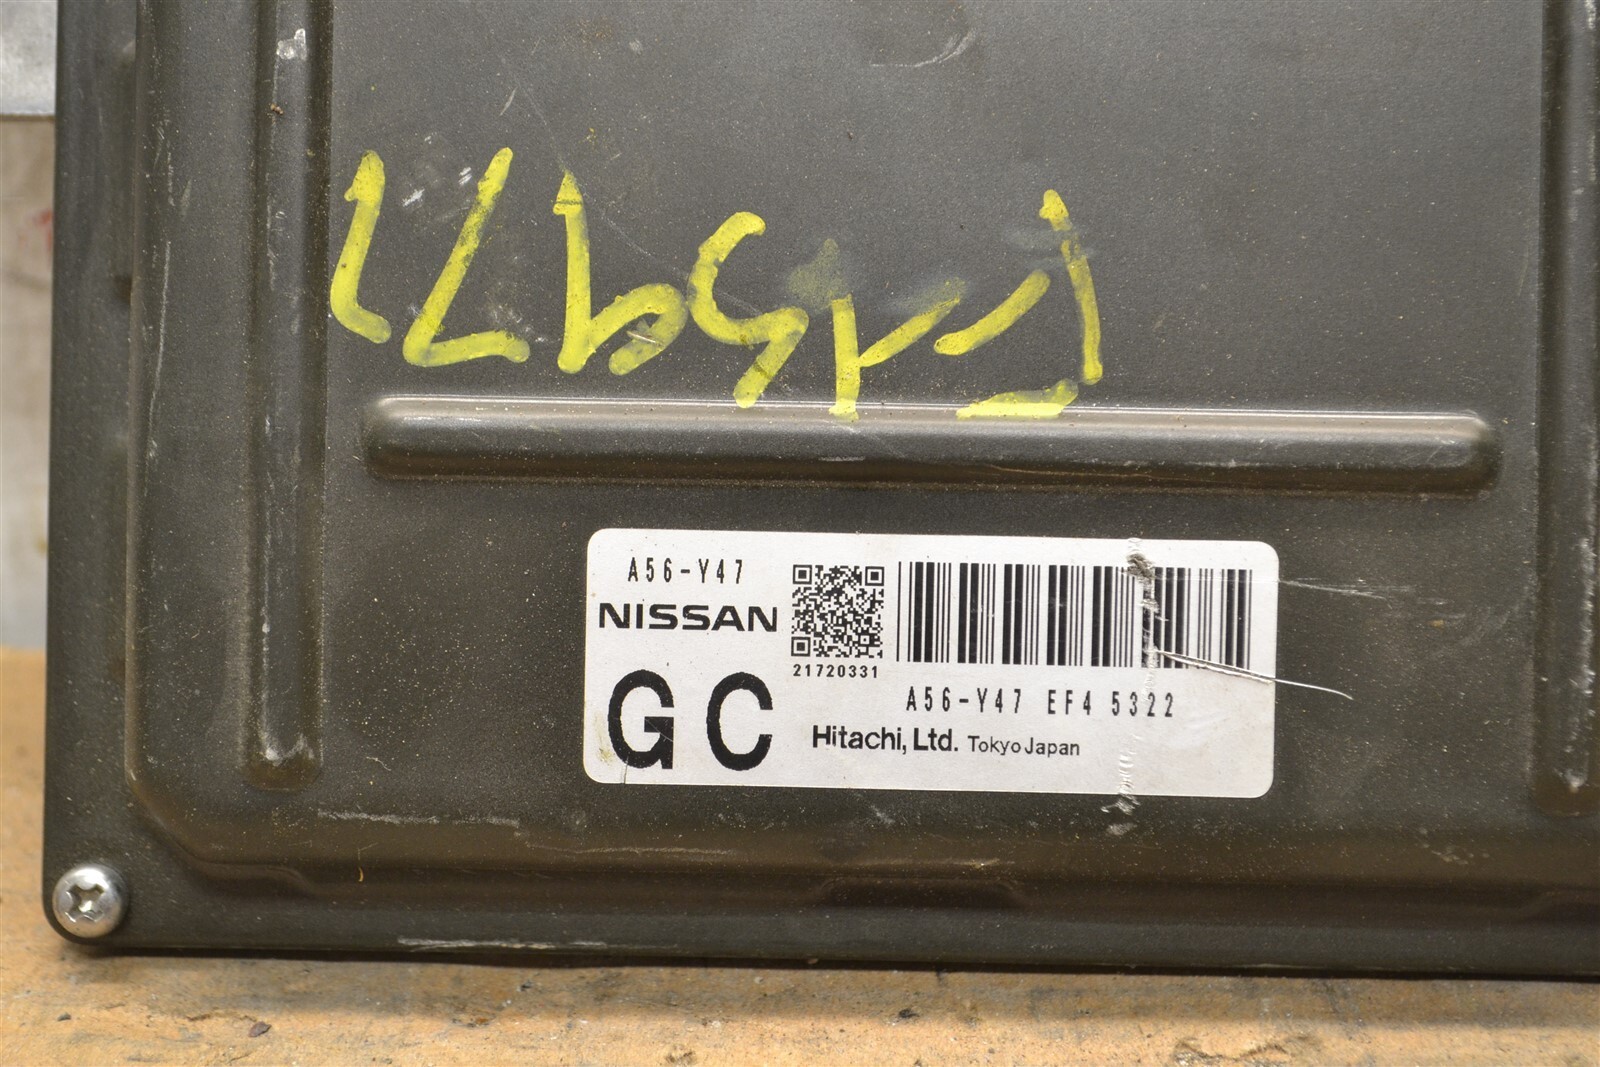 A56-Y47
NISSAN
GC
21720331
A56-Y47 EF4 5322
Hitachi, Ltd. Tokyo Japan